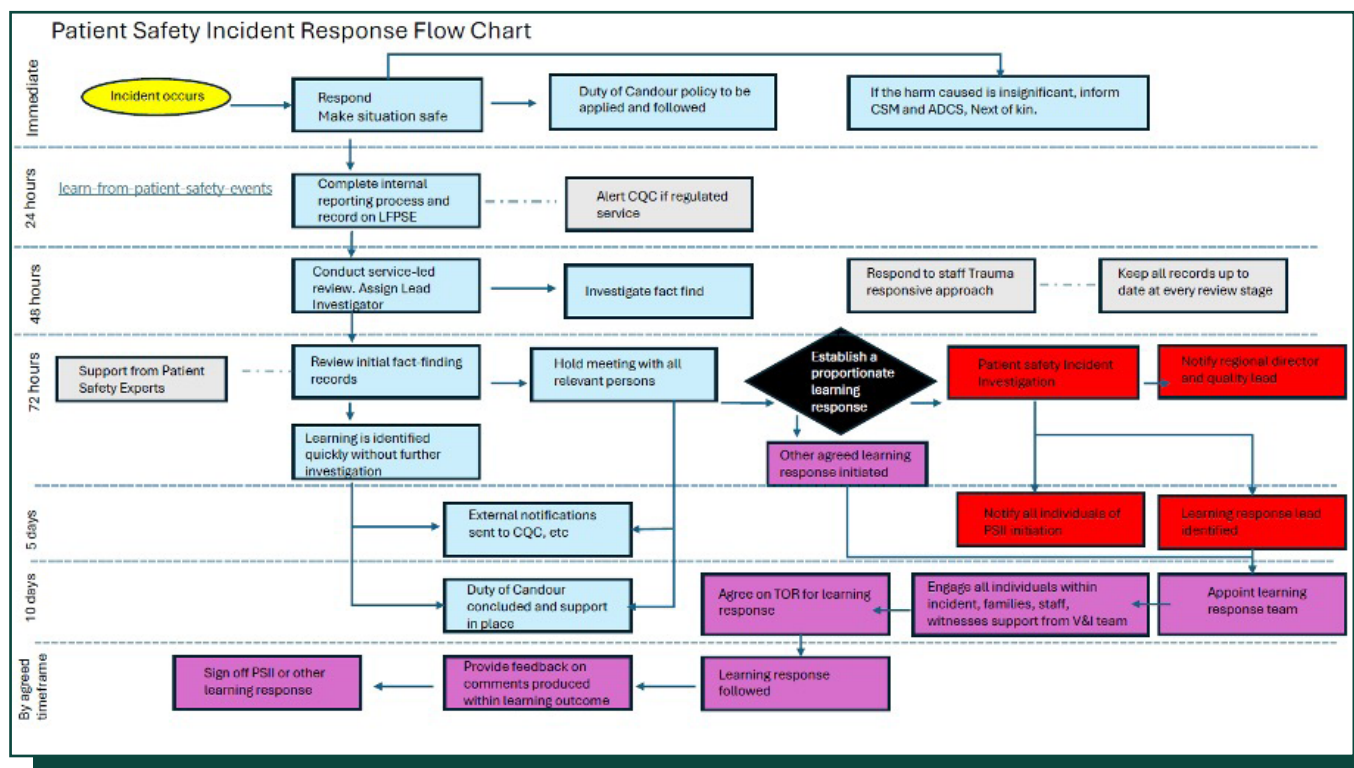 Patient Safety Incident Response Flow Chart
Immediate
Incident occurs
Respond
Make situation safe
Duty of Candour policy to be
applied and followed
If the harm caused is insignificant, inform
CSM and ADCS, Next of kin.
24 hours
learn-from-patient-safety-events
Complete internal
reporting process and
record on LFPSE
Alert CQC if regulated
service
48 hours
Conduct service-led
review. Assign Lead
Investigator
Investigate fact find
Respond to staff Trauma
responsive approach
Keep all records up to
date at every review stage
72 hours
Support from Patient
Safety Experts
Review initial fact-finding
records
Hold meeting with all
relevant persons
Establish a
proportionate
learning
response
Patient safety Incident
Investigation
Notify regional director
and quality lead
Learning is identified
quickly without further
investigation
Other agreed learning
response initiated
5 days
External notifications
sent to CQC, etc
Notify all individuals of
PSII initiation
Learning response lead
identified
10 days
Duty of Candour
concluded and support
in place
Agree on TOR for learning
response
Engage all individuals within
incident, families, staff,
witnesses support from V&I team
Appoint learning
response team
By agreed
timeframe
Sign off PSII or other
learning response
Provide feedback on
comments produced
within learning outcome
Learning response
followed